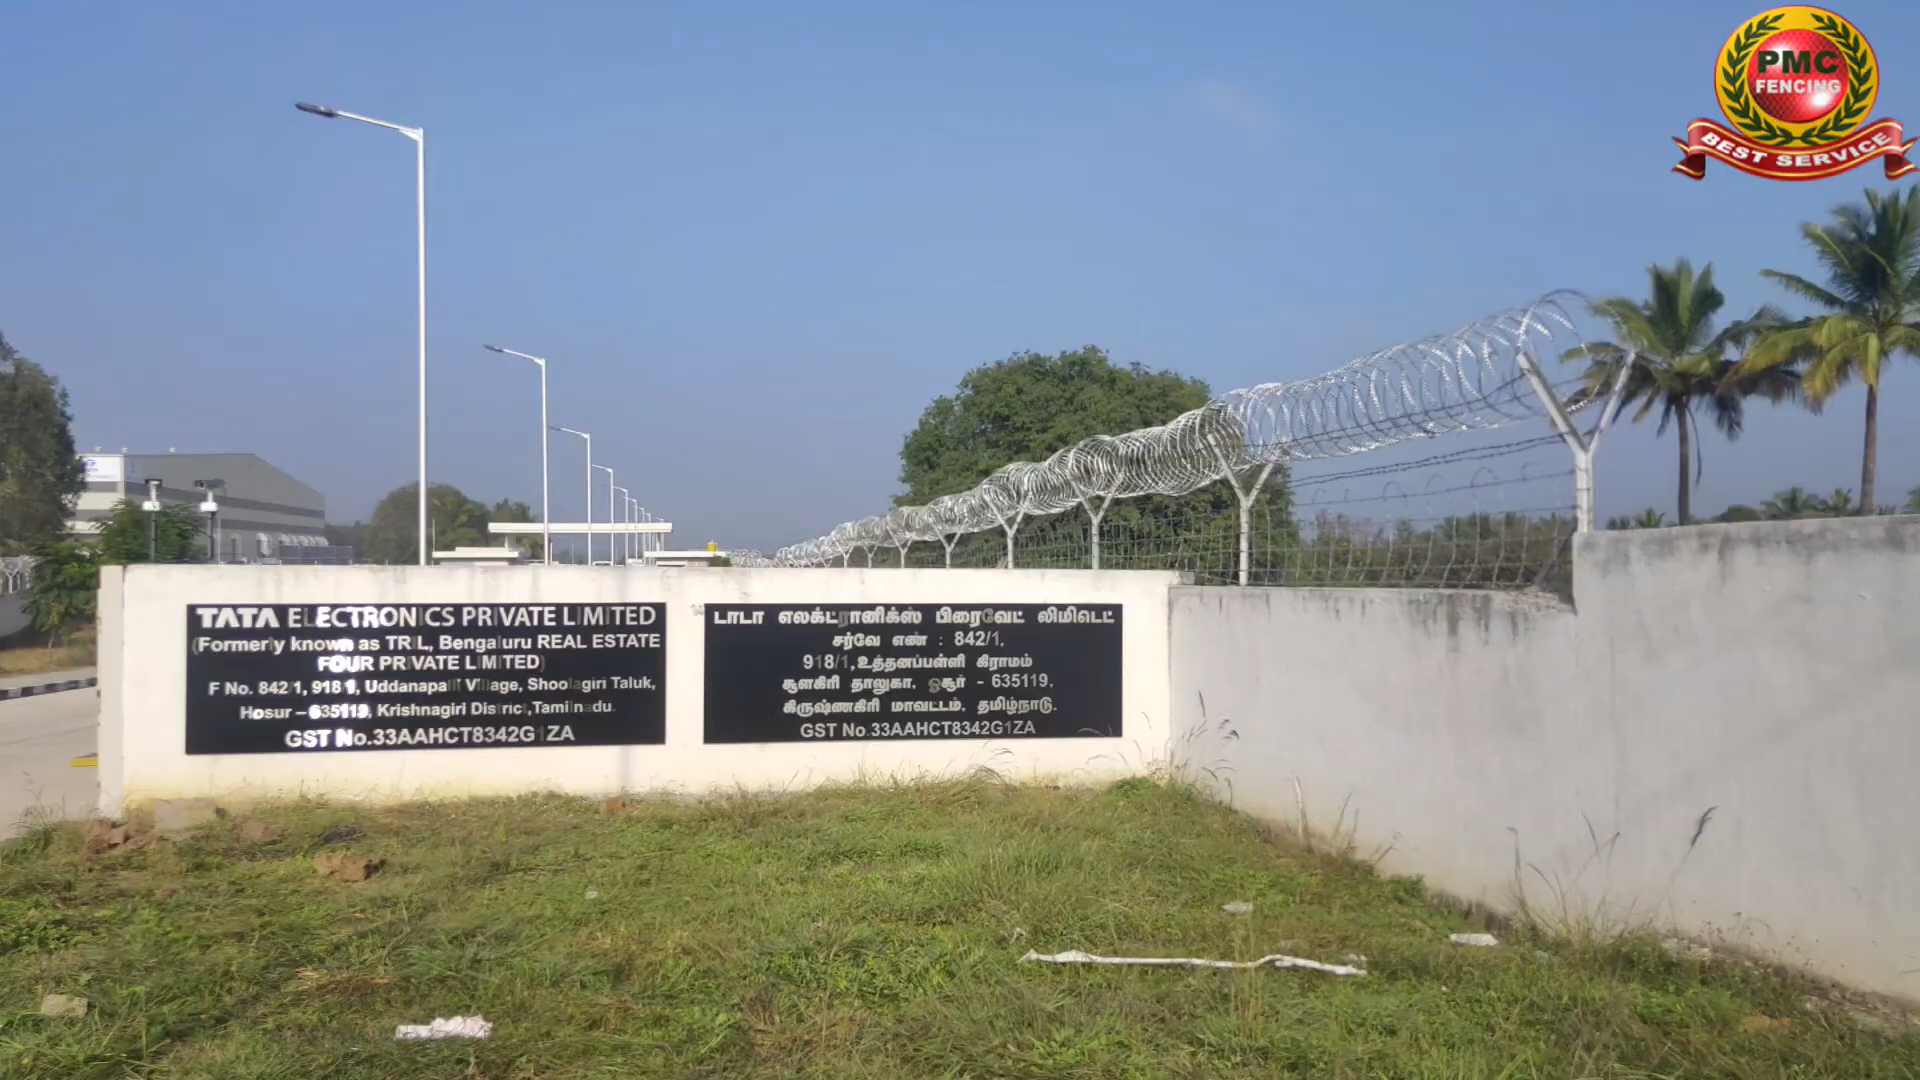 TATA ELECTRONICS PRIVATE LIMITED
(Formerly known as TRIL, Bengaluru REAL ESTATE
FOUR PRIVATE LIMITED)
F No. 842/1, 918/1, Uddanapalli Village, Shoolagiri Taluk,
Hosur – 635119, Krishnagiri District, Tamilnadu.
GST No.33AAHCT8342G1ZA
டாடா எலக்ட்ரானிக்ஸ் பிரைவேட் லிமிடெட்
சர்வே எண் : 842/1,
918/1,உத்தனப்பள்ளி கிராமம்
சூளகிரி தாலுகா, ஓசூர் - 635119,
கிருஷ்ணகிரி மாவட்டம், தமிழ்நாடு.
GST No.33AAHCT8342G1ZA
PMC
FENCING
BEST SERVICE